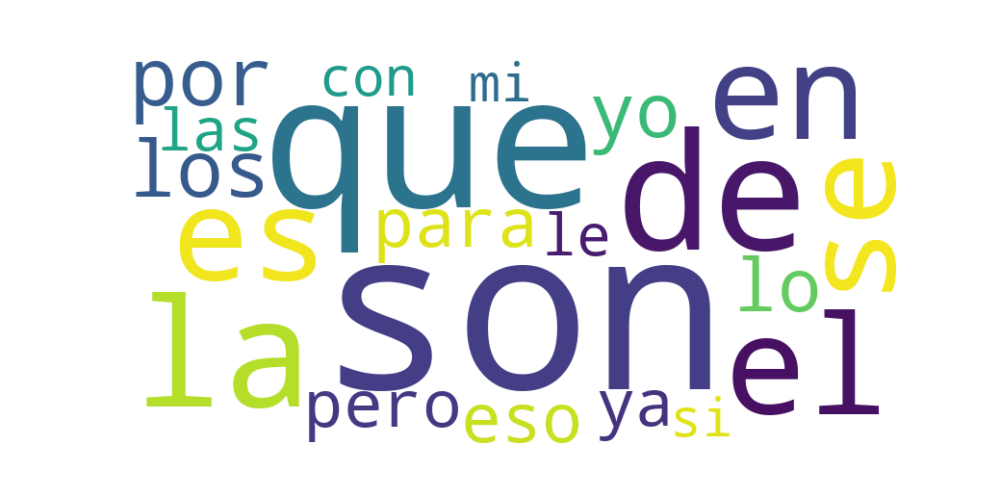 por
con
mi
yo
en
las
que
de
los
se
es
para
le
son
lo
la
el
pero
eso
ya
si